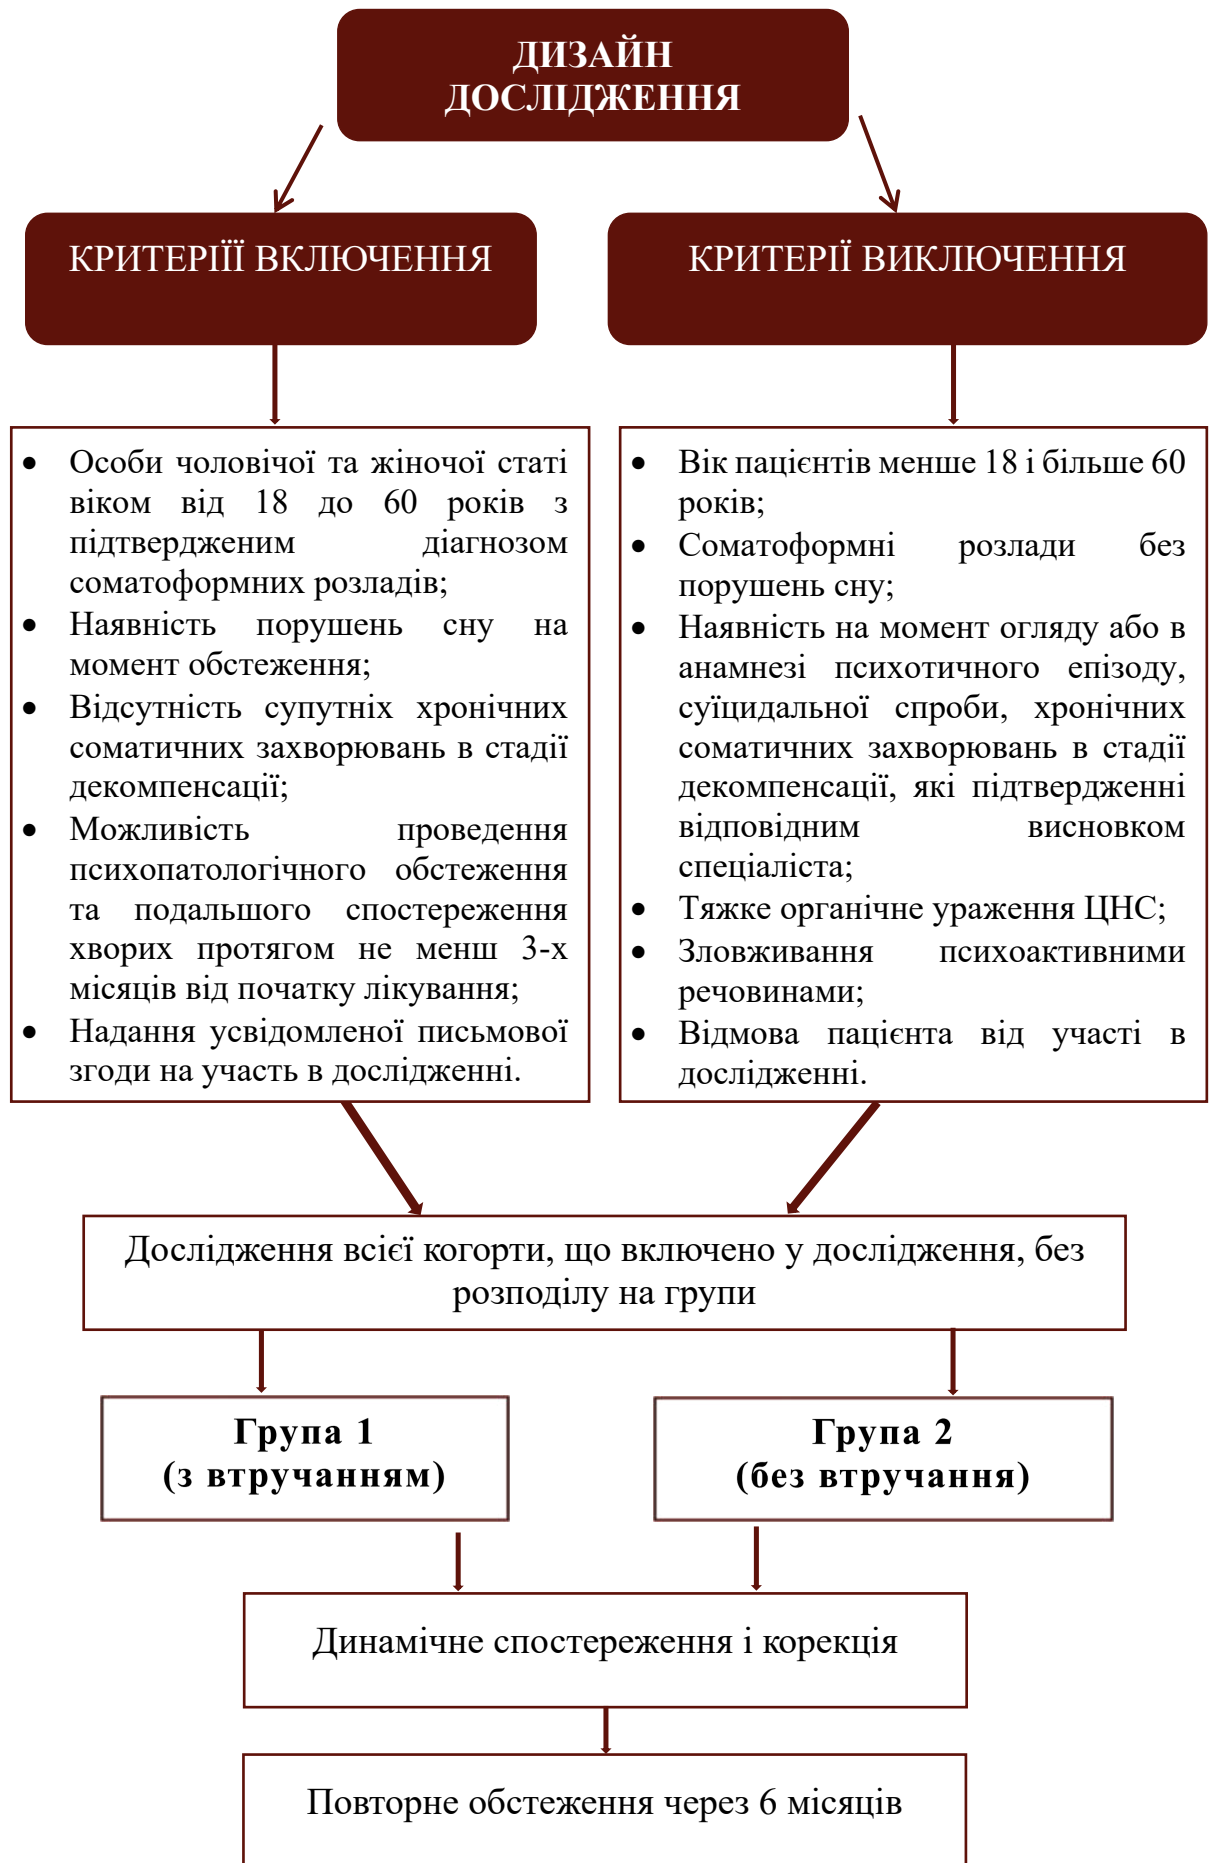 ДИЗАЙН
ДОСЛІДЖЕННЯ
КРИТЕРІЇЇ ВКЛЮЧЕННЯ
• Особи чоловічої та жіночої статі
віком від 18 до 60 років з
підтвердженим діагнозом
соматоформних розладів;
• Наявність порушень сну на
момент обстеження;
• Відсутність супутніх хронічних
соматичних захворювань в стадії
декомпенсації;
• Можливість проведення
психопатологічного обстеження
та подальшого спостереження
хворих протягом не менш 3-х
місяців від початку лікування;
• Надання усвідомленої письмової
згоди на участь в дослідженні.
КРИТЕРІЇ ВИКЛЮЧЕННЯ
• Вік пацієнтів менше 18 і більше 60
років;
• Соматоформні розлади без
порушень сну;
• Наявність на момент огляду або в
анамнезі психотичного епізоду,
суїцидальної спроби, хронічних
соматичних захворювань в стадії
декомпенсації, які підтвердженні
відповідним висновком
спеціаліста;
• Тяжке органічне ураження ЦНС;
• Зловживання психоактивними
речовинами;
• Відмова пацієнта від участі в
дослідженні.
Дослідження всієї когорти, що включено у дослідження, без
розподілу на групи
Група 1
(з втручанням)
Група 2
(без втручання)
Динамічне спостереження і корекція
Повторне обстеження через 6 місяців